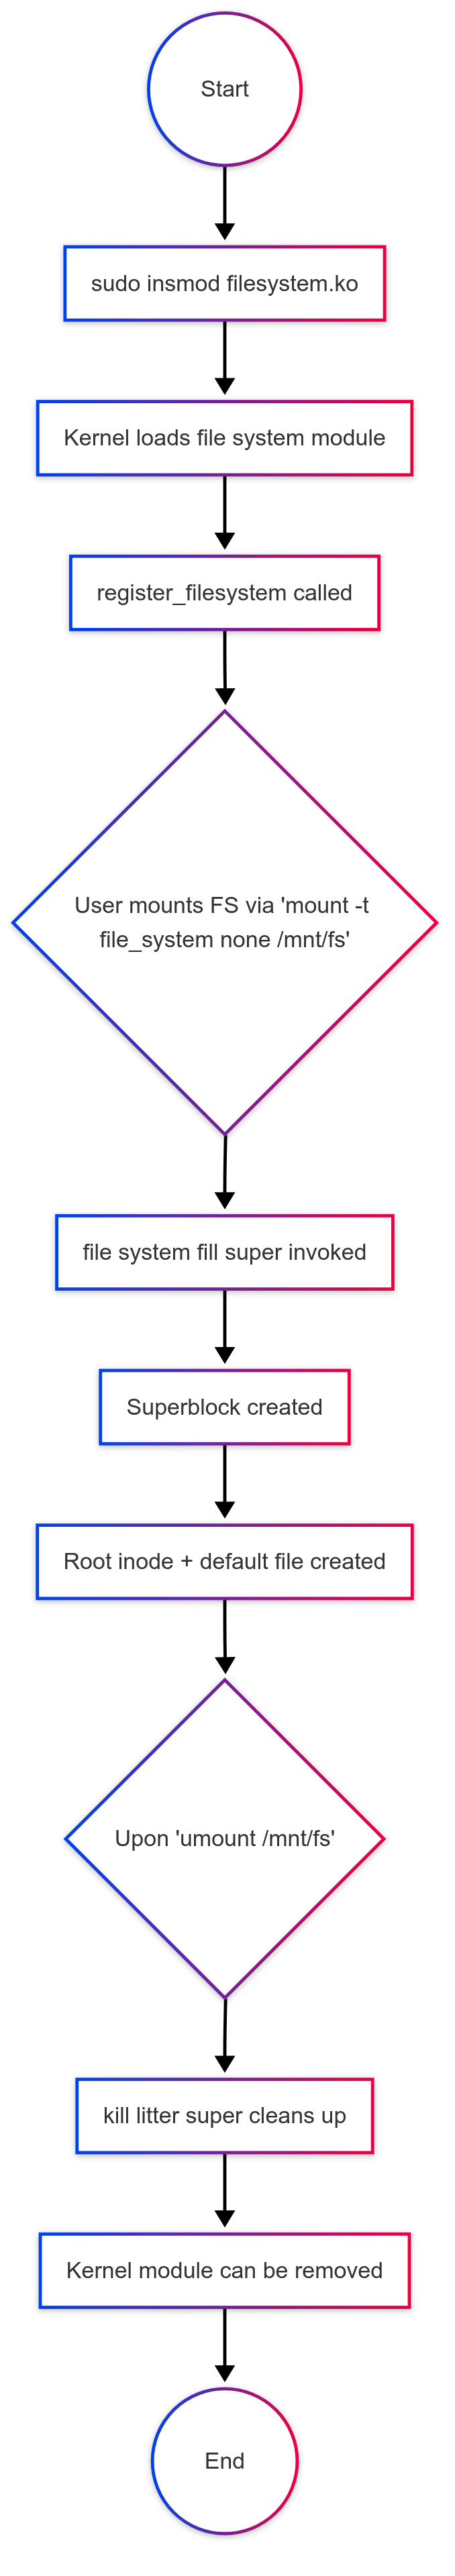 Start
sudo insmod filesystem.ko
Kernel loads file system module
register_filesystem called
User mounts FS via 'mount -t
file_system none /mnt/fs'
file system fill super invoked
Superblock created
Root inode + default file created
Upon 'umount /mnt/fs'
kill litter super cleans up
Kernel module can be removed
End